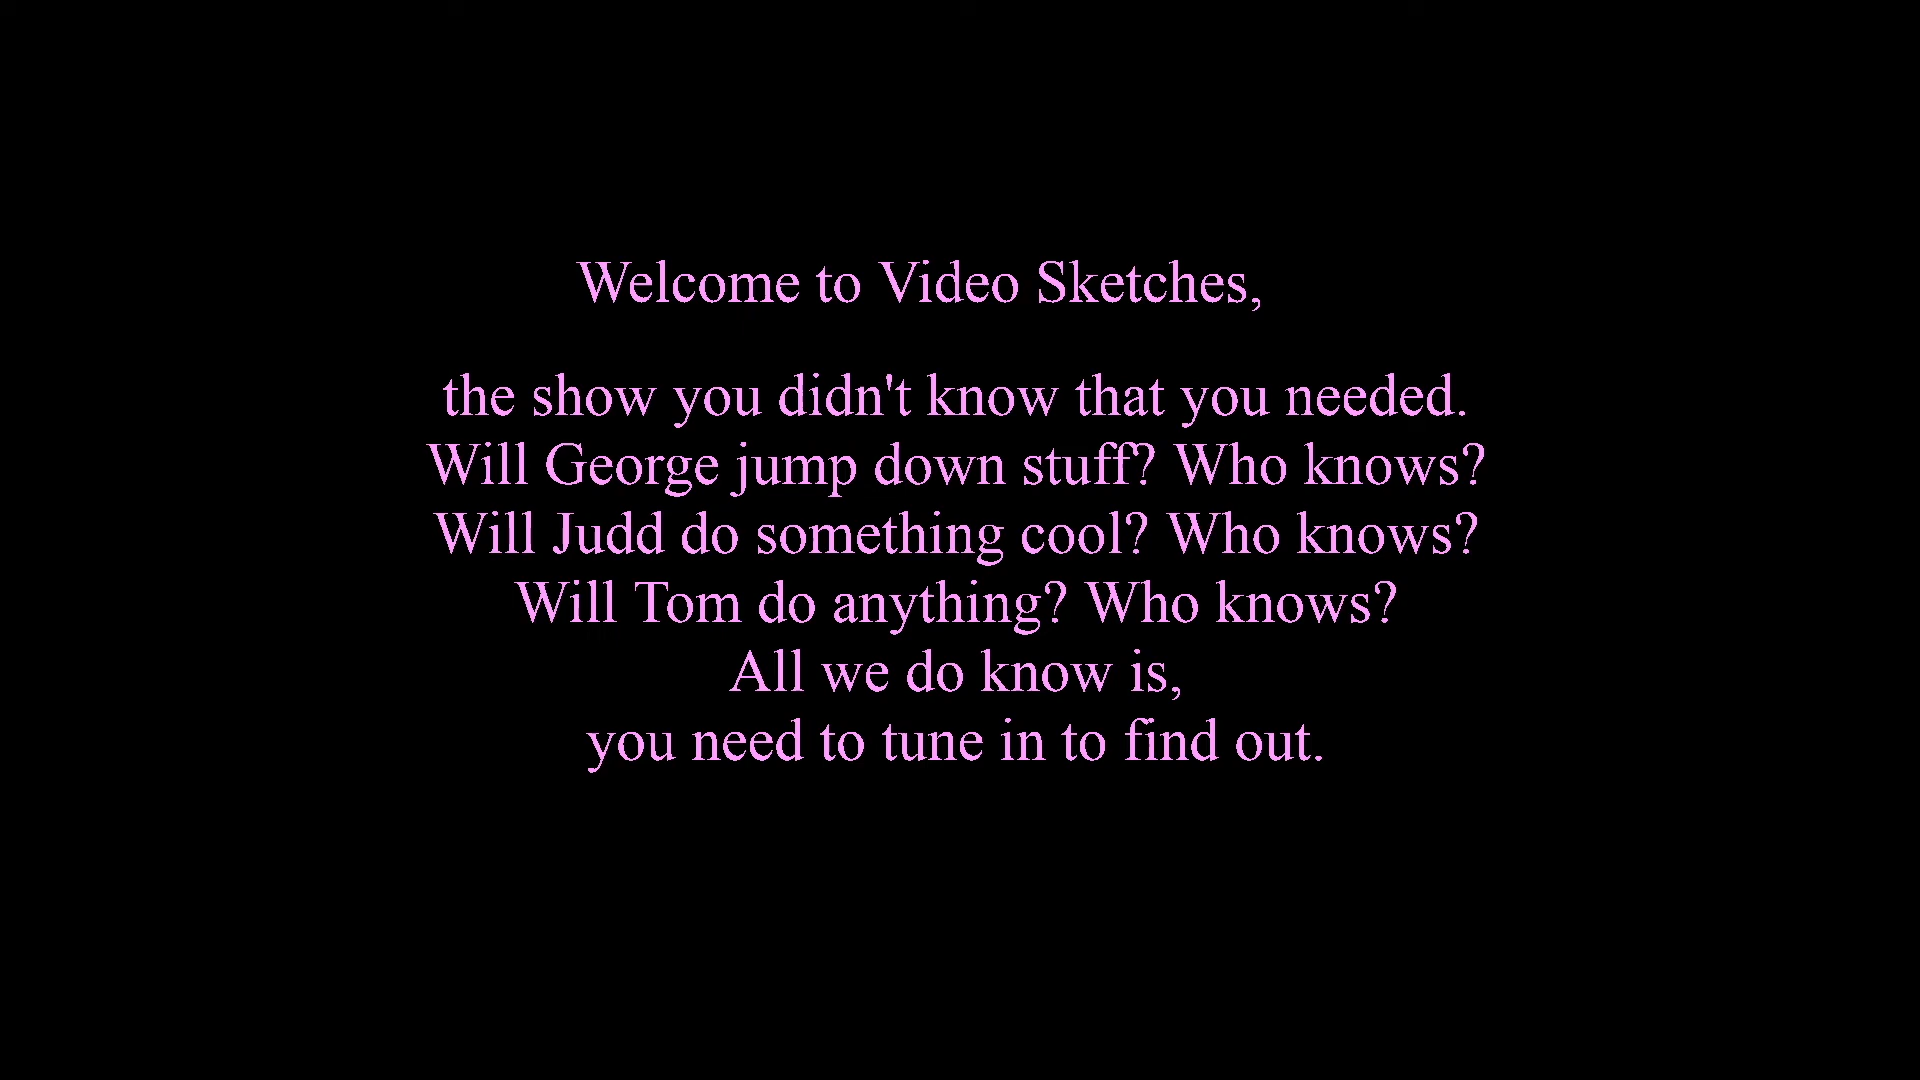 Welcome to Video Sketches,
the show you didn't know that you needed.
Will George jump down stuff? Who knows?
Will Judd do something cool? Who knows?
Will Tom do anything? Who knows?
All we do know is,
you need to tune in to find out.